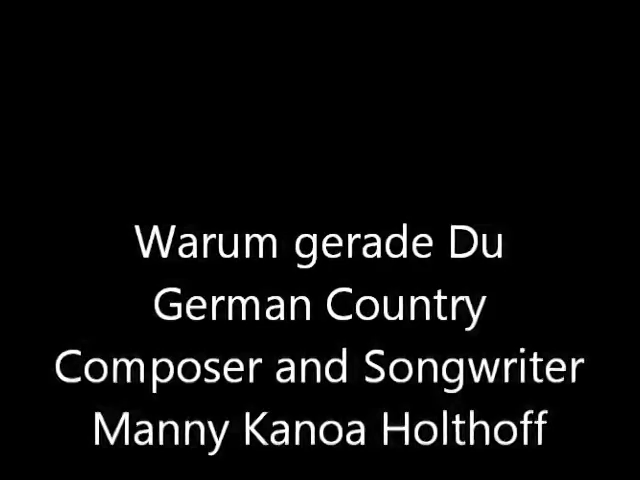 Warum gerade Du
German Country
Composer and Songwriter
Manny Kanoa Holthoff